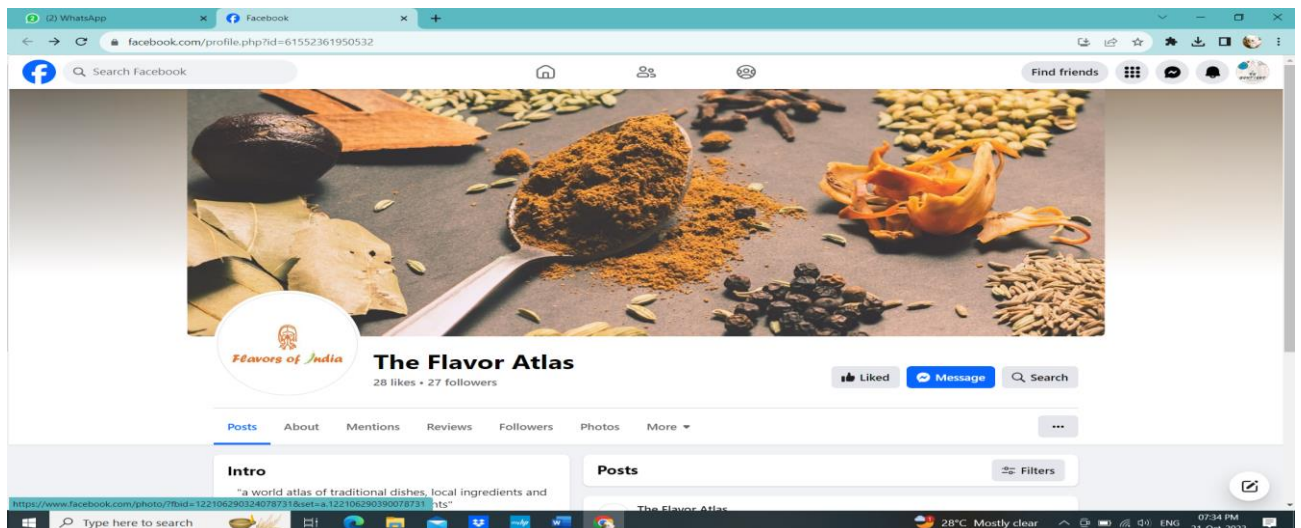 (2) WhatsApp
Facebook
facebook.com/profile.php?id=61552361950532
Search Facebook
Find friends
Flavors of India
The Flavor Atlas
28 likes • 27 followers
Liked
Message
Search
Posts
About
Mentions
Reviews
Followers
Photos
More
Intro
Posts
Filters
"a world atlas of traditional dishes, local ingredients and
nts"
The Flavor Atlas
https://www.facebook.com/photo/?fbid=122106290324078731&set=a.122106290390078731
Type here to search
28°C Mostly clear
ENG
07:34 PM